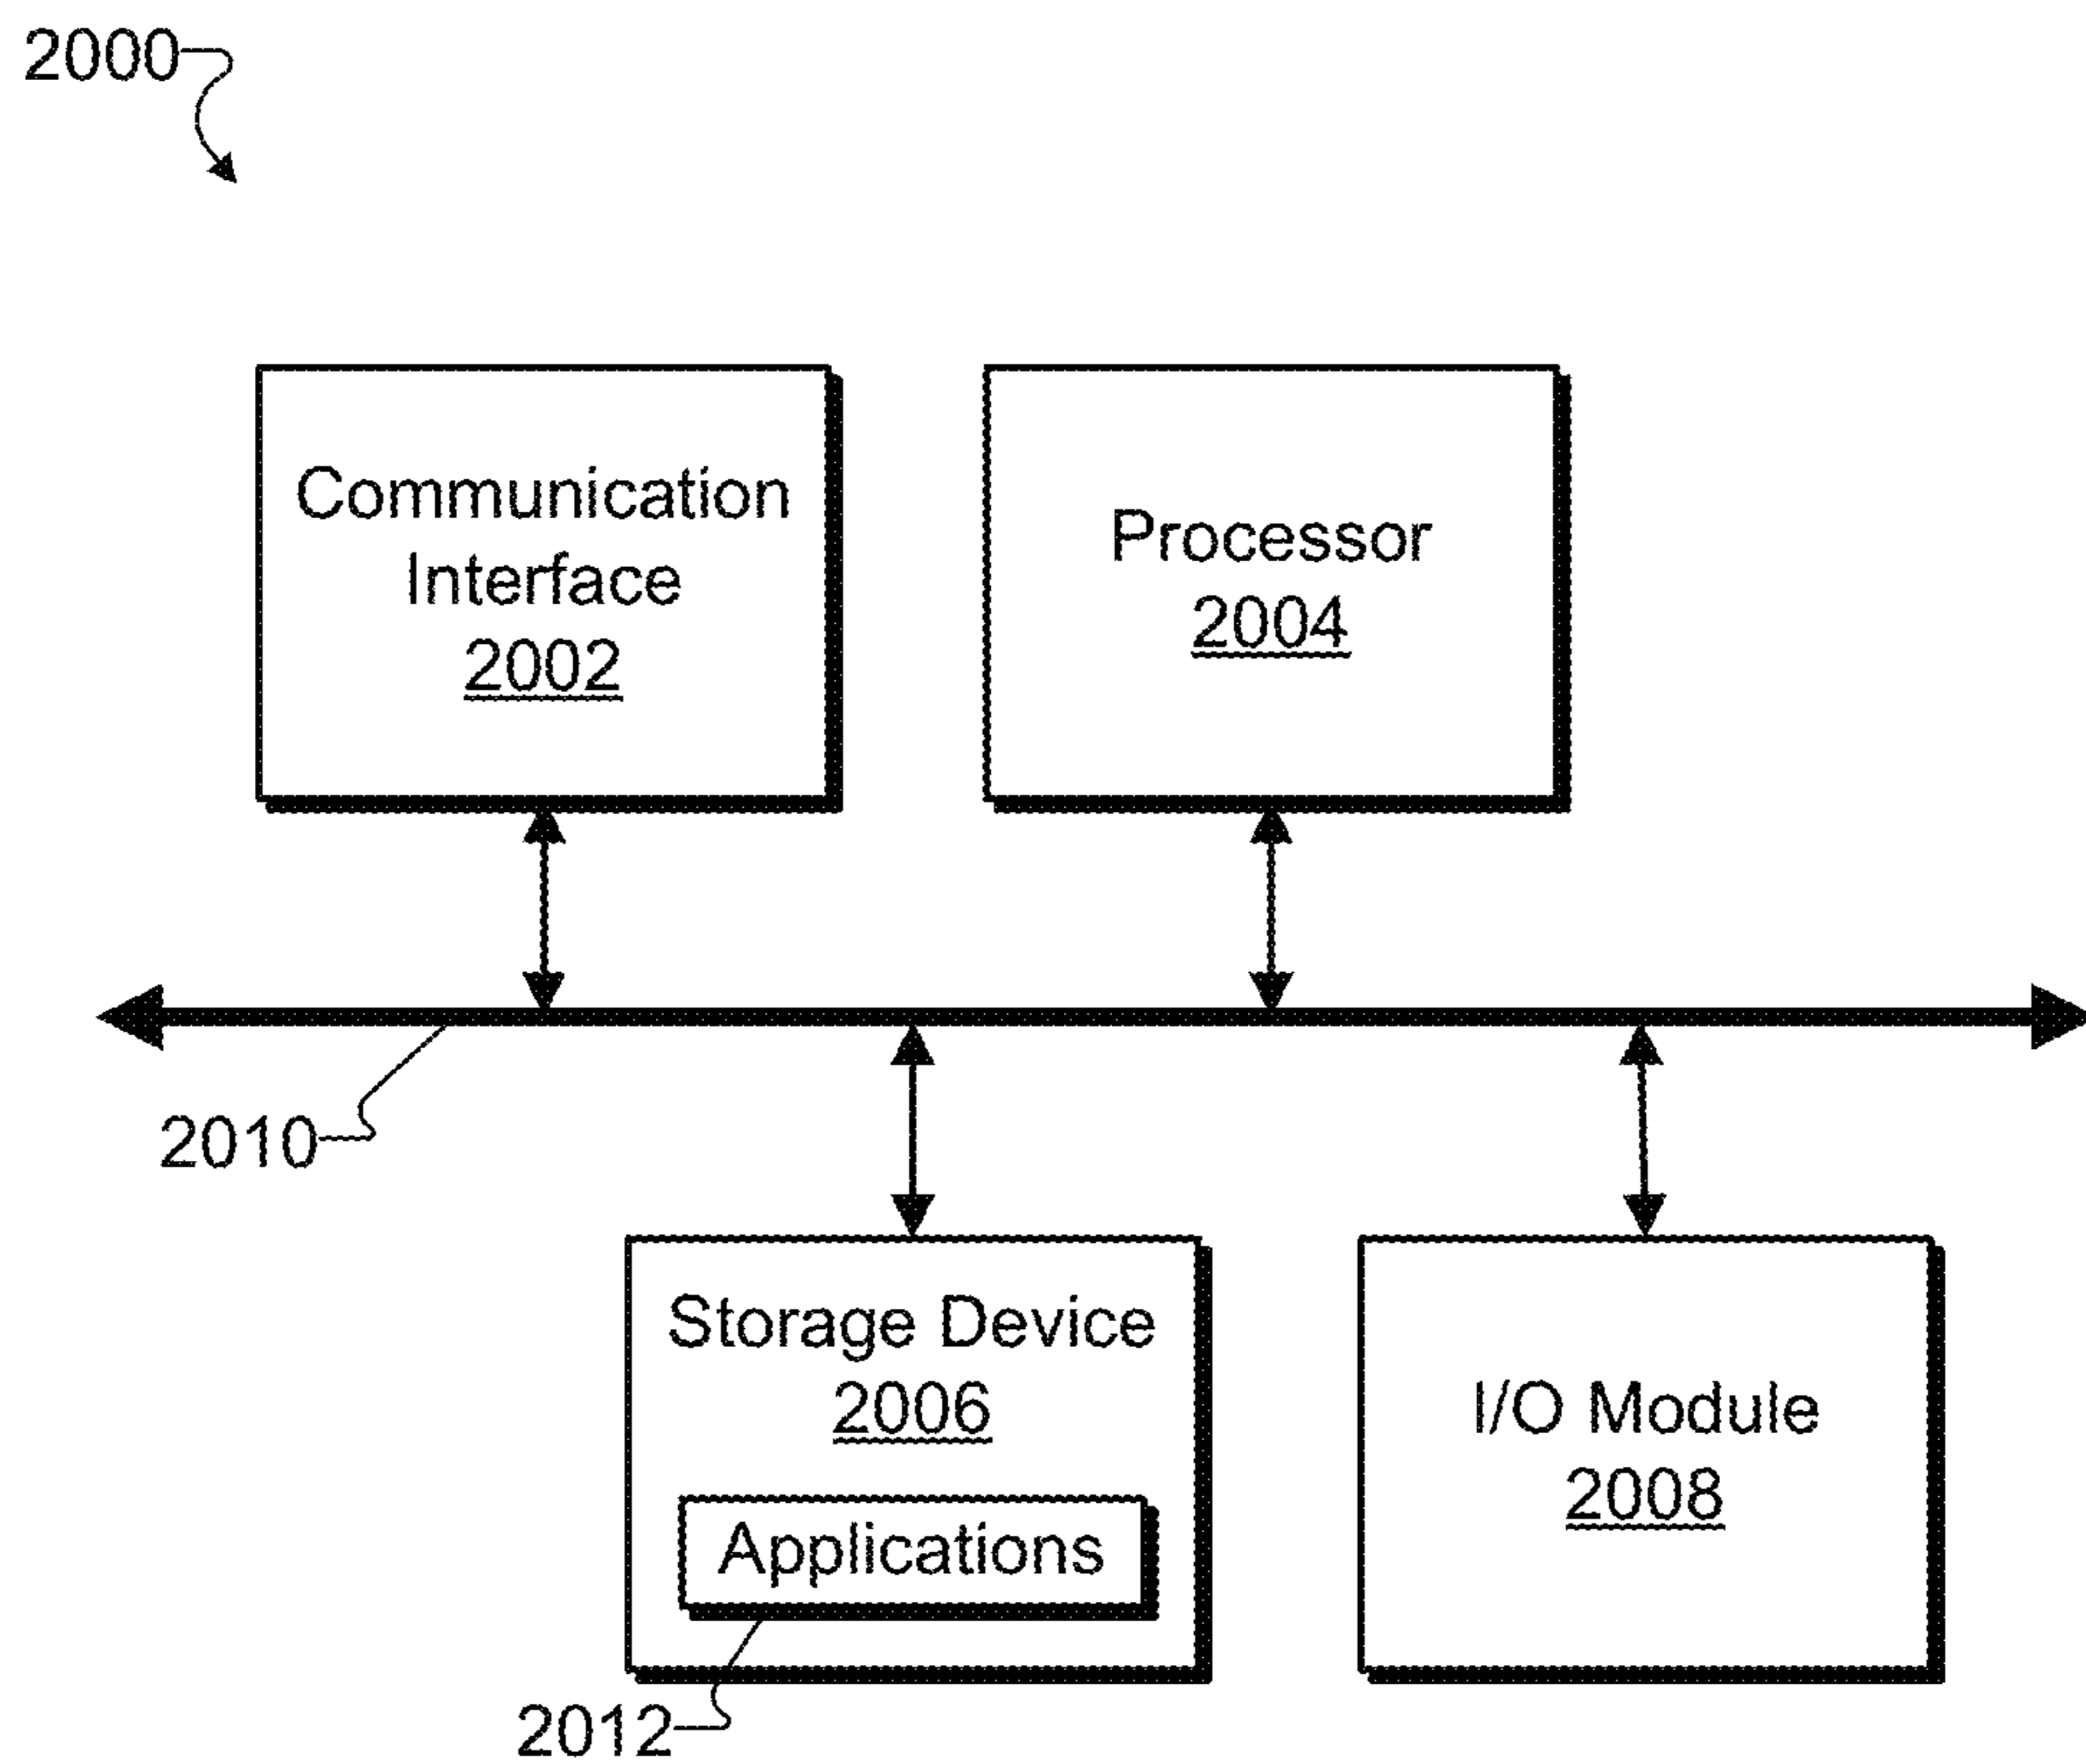 2000
Communication
Interface
2002
Processor
2004
2010
Storage Device
2006
Applications
2012
I/O Module
2008